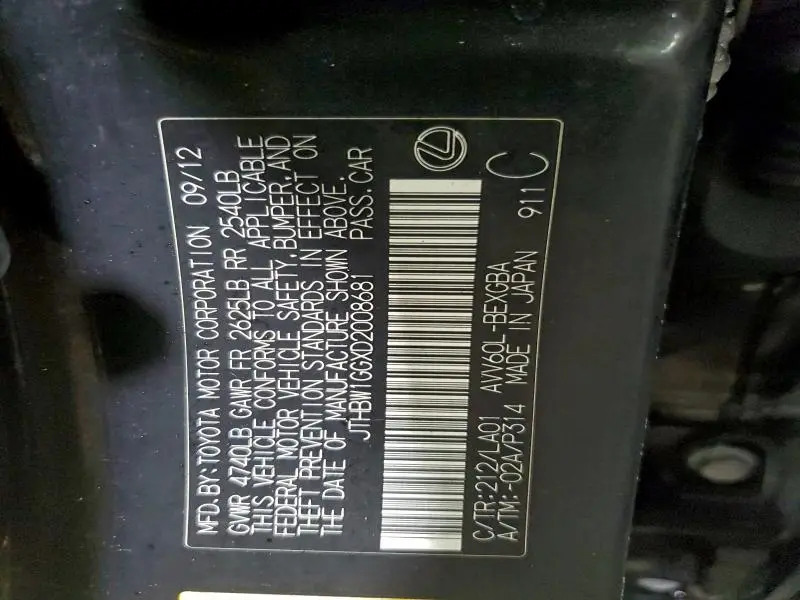 MFD. BY: TOYOTA MOTOR CORPORATION 09/12
GVWR 4740LB GAWR FR 2625LB RR 2540LB
THIS VEHICLE CONFORMS TO ALL APPLICABLE
FEDERAL MOTOR VEHICLE SAFETY, BUMPER, AND
THEFT PREVENTION STANDARDS IN EFFECT ON
THE DATE OF MANUFACTURE SHOWN ABOVE.
JTHBW1GGXD2008681 PASS. CAR
C/TR: 212/LA01 AVV60L-BEXGBA
A/TM: -02A/P314 MADE IN JAPAN 911 C